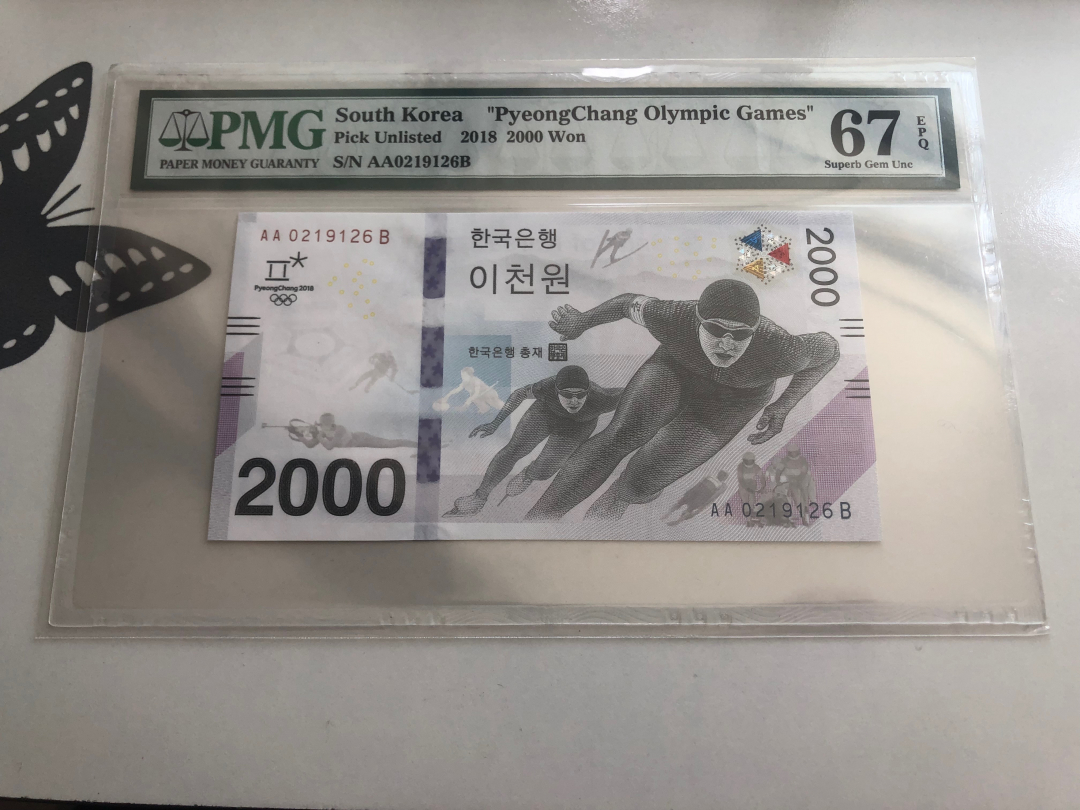 PMG
PAPER MONEY GUARANTY
South Korea "PyeongChang Olympic Games"
Pick Unlisted 2018 2000 Won
S/N AA0219126B
67
EPQ
Superb Gem Unc
AA 0219126 B
PyeongChang 2018
한국은행
이천원
한국은행 총재
2000
2000
AA 0219126 B